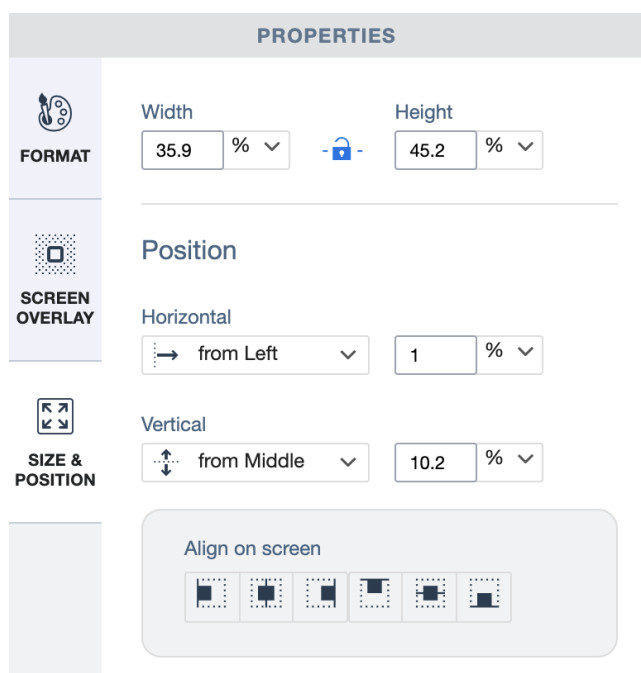 PROPERTIES
FORMAT
SCREEN
OVERLAY
SIZE &
POSITION
Width
Height
35.9 %
45.2 %
Position
Horizontal
from Left
1 %
Vertical
from Middle
10.2 %
Align on screen